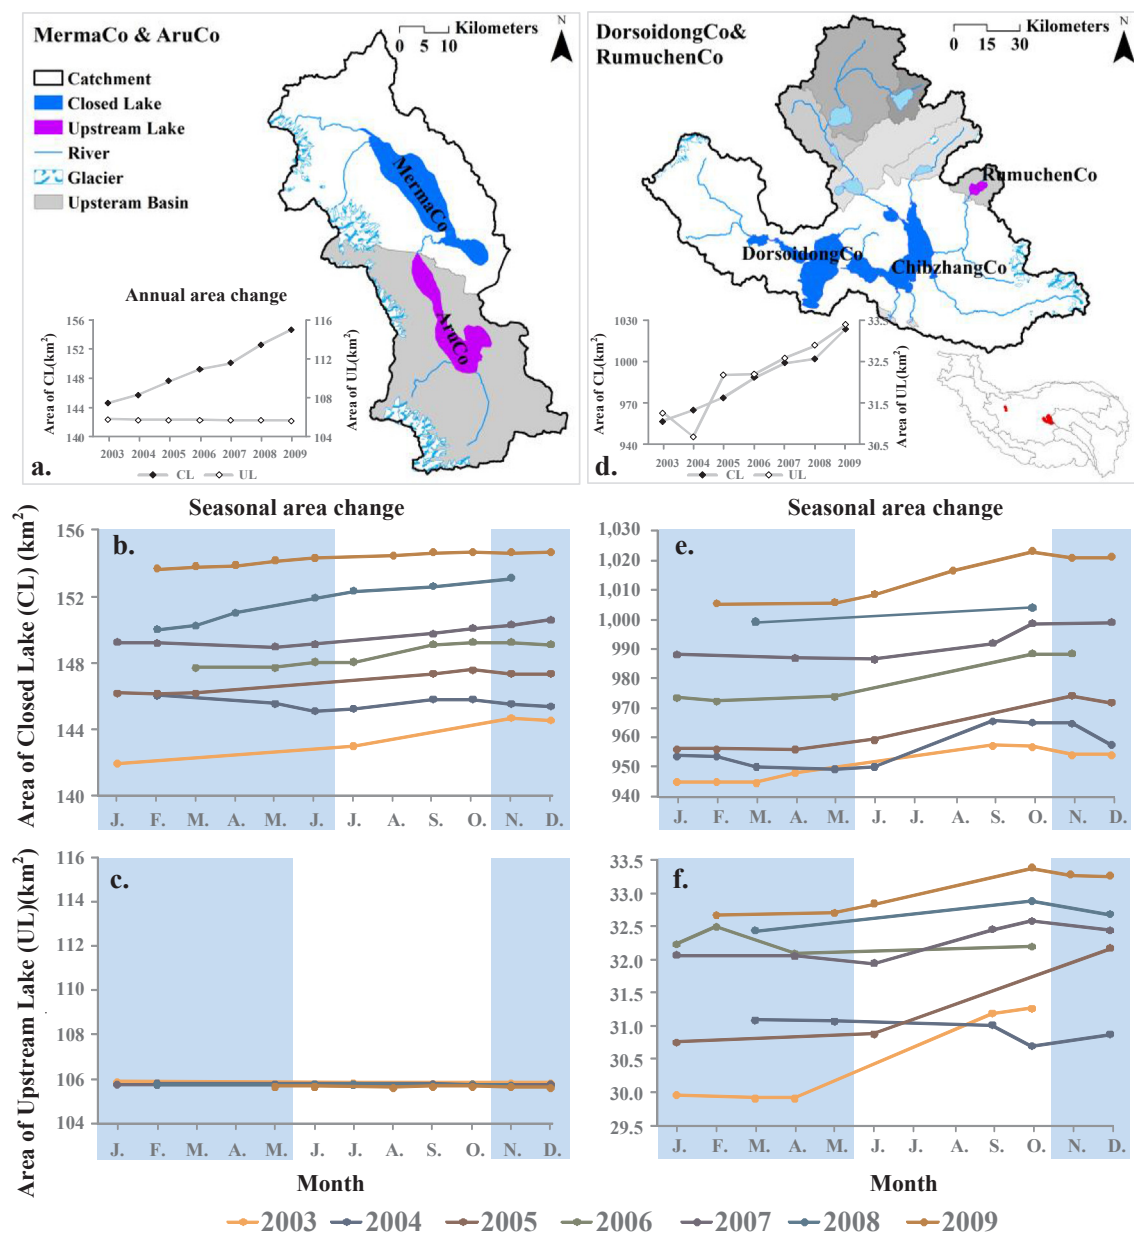 MermaCo & AruCo
0 5 10 Kilometers
N
Catchment
Closed Lake
Upstream Lake
River
Glacier
Upsteram Basin
MermaCo
AruCo
Annual area change
Area of CL(km²)
156
152
148
144
140
116
112
108
104
Area of UL(km²)
2003 2004 2005 2006 2007 2008 2009
CL UL
a.
DorsoidongCo&
RumuchenCo
0 15 30 Kilometers
N
RumuchenCo
DorsoidongCo
ChibzhangCo
Area of CL(km²)
1030
1000
970
940
32.5
31.5
30.5
Area of UL(km²)
2003 2004 2005 2006 2007 2008 2009
CL UL
d.
Seasonal area change
Area of Closed Lake (CL) (km²)
b.
156
152
148
144
140
J. F. M. A. M. J. J. A. S. O. N. D.
Seasonal area change
e.
1,030
1,020
1,010
1,000
990
980
970
960
950
940
J. F. M. A. M. J. J. A. S. O. N. D.
Area of Upstream Lake (UL)(km²)
c.
116
114
112
110
108
106
104
J. F. M. A. M. J. J. A. S. O. N. D.
Month
f.
33.5
33.0
32.5
32.0
31.5
31.0
30.5
30.0
29.5
J. F. M. A. M. J. J. A. S. O. N. D.
Month
2003 2004 2005 2006 2007 2008 2009